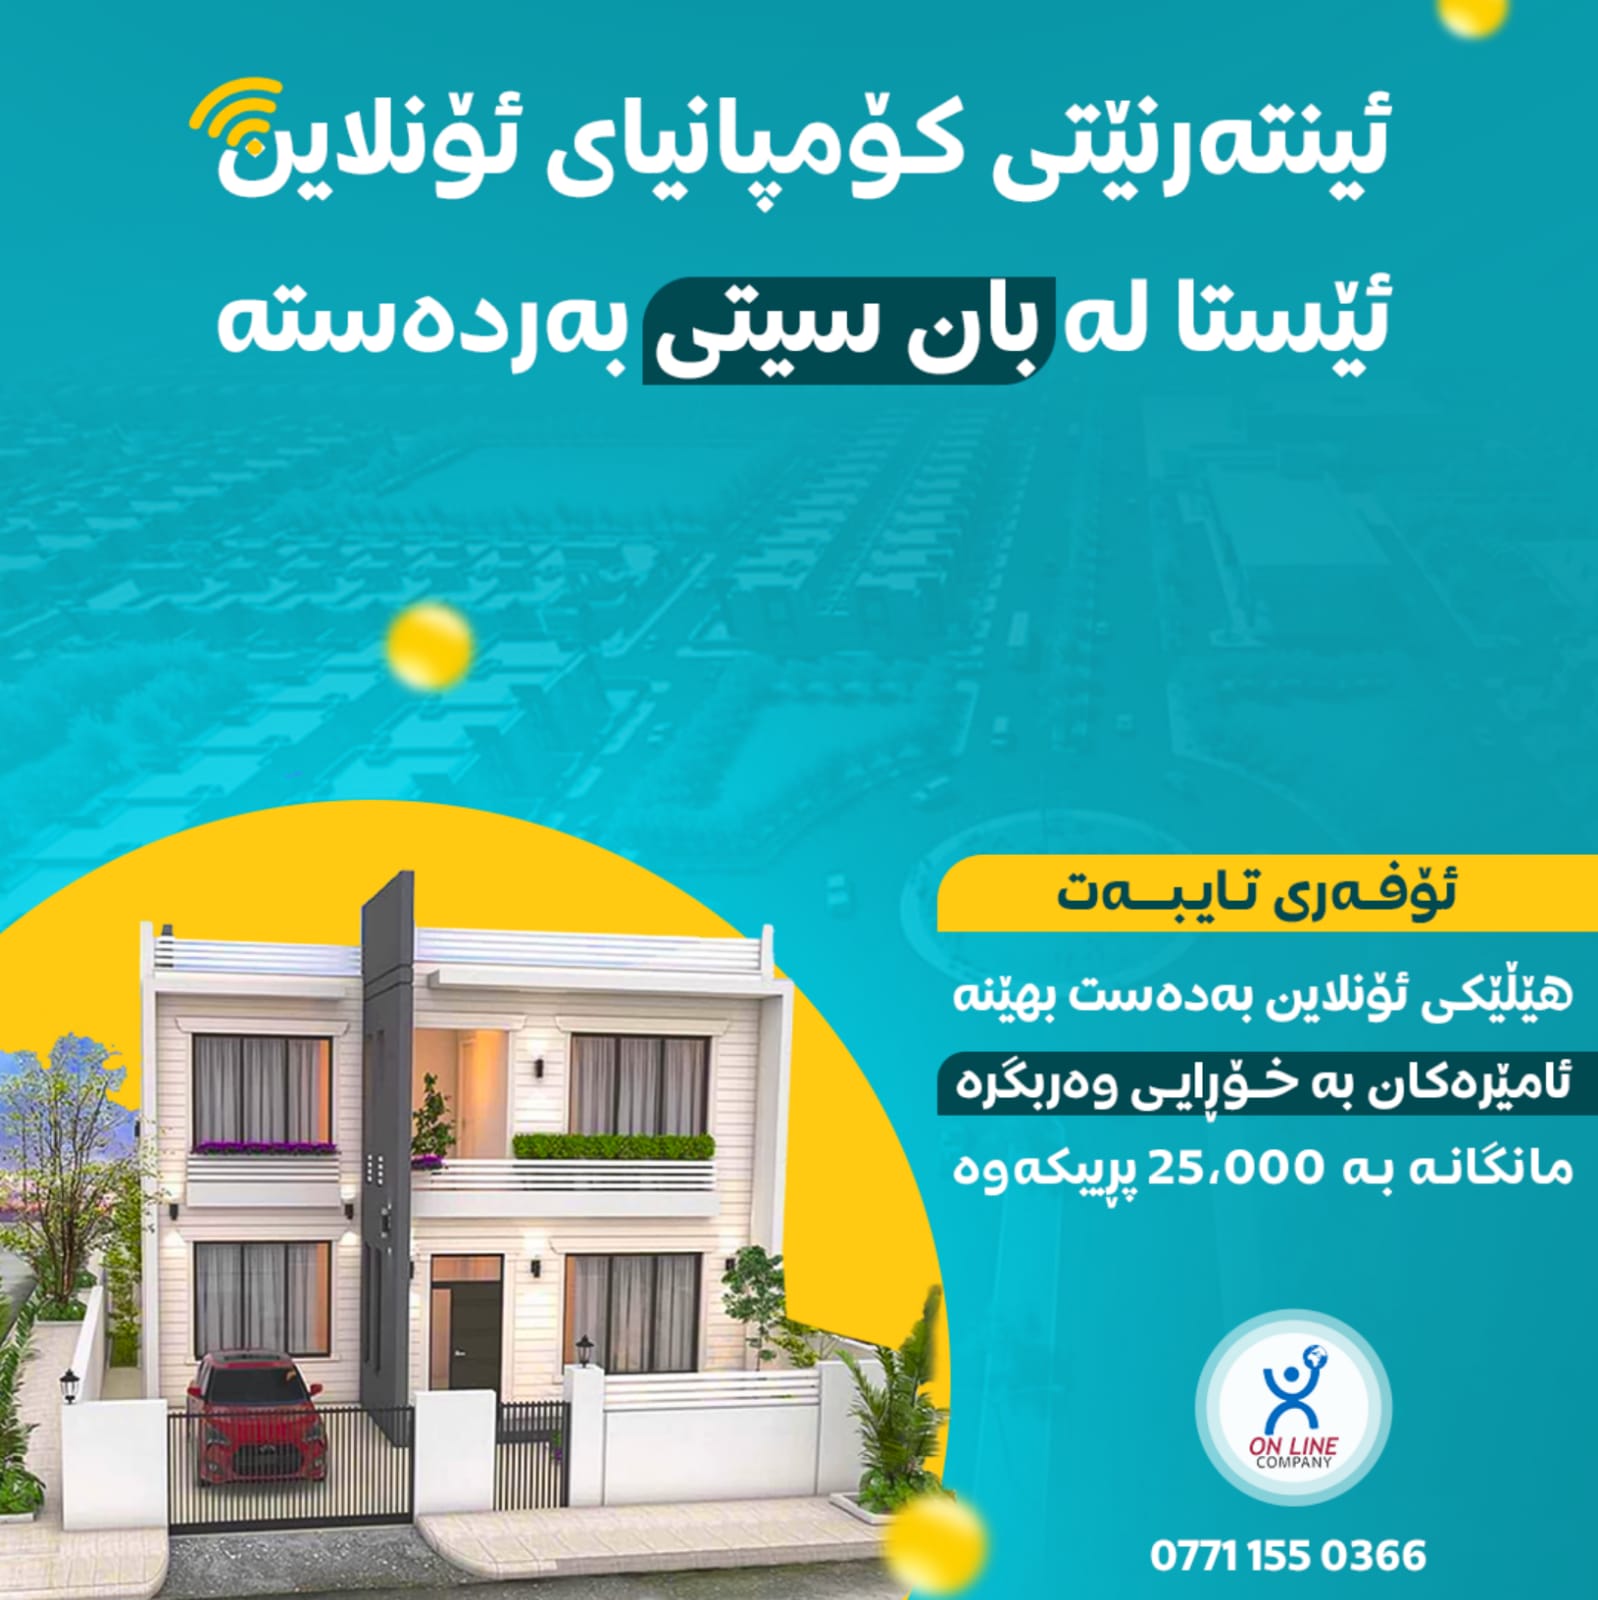 ئینتەرنێتی کۆمپانیای ئۆنلاین
ئێستا لە بان سیتی بەردەستە
ئۆفەری تایبەت
هێڵێکی ئۆنلاین بەدەست بهێنە
ئامێرەکان بە خۆڕایی وەربگرە
مانگانە بە 25،000 پڕیبکەوە
ON LINE
COMPANY
0771 155 0366